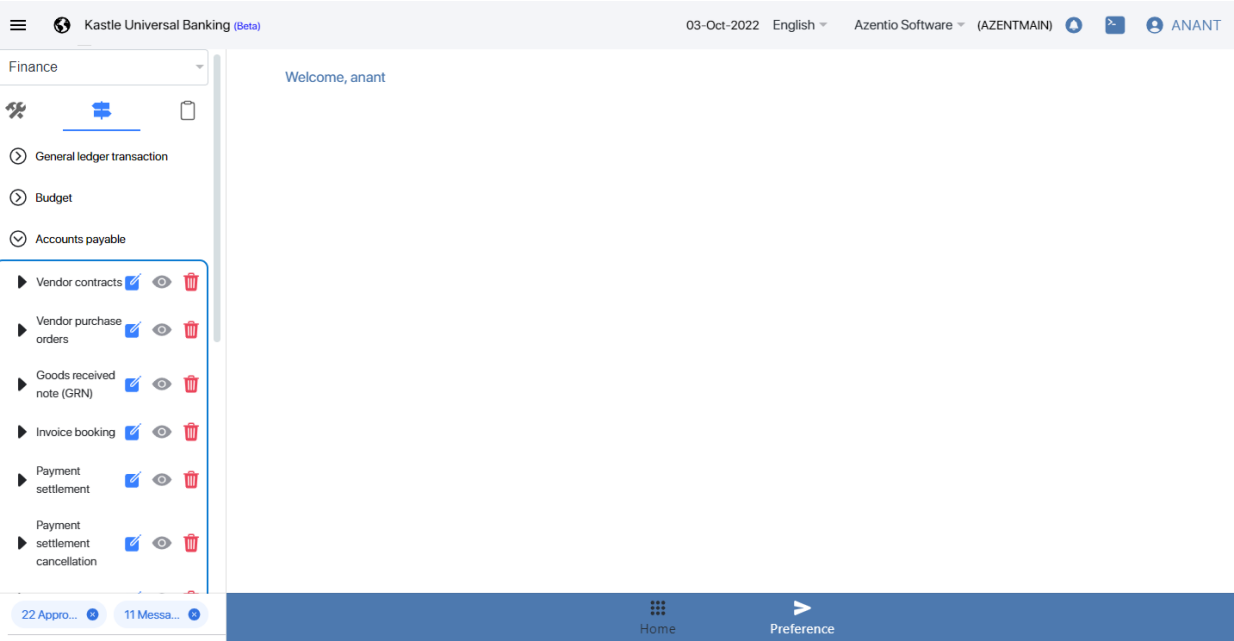 Kastle Universal Banking (Beta)
03-Oct-2022 English Azentio Software (AZENTMAIN) ANANT
Finance
Welcome, anant
General ledger transaction
Budget
Accounts payable
Vendor contracts
Vendor purchase
orders
Goods received
note (GRN)
Invoice booking
Payment
settlement
Payment
settlement
cancellation
22 Appro...
11 Messa...
Home
Preference